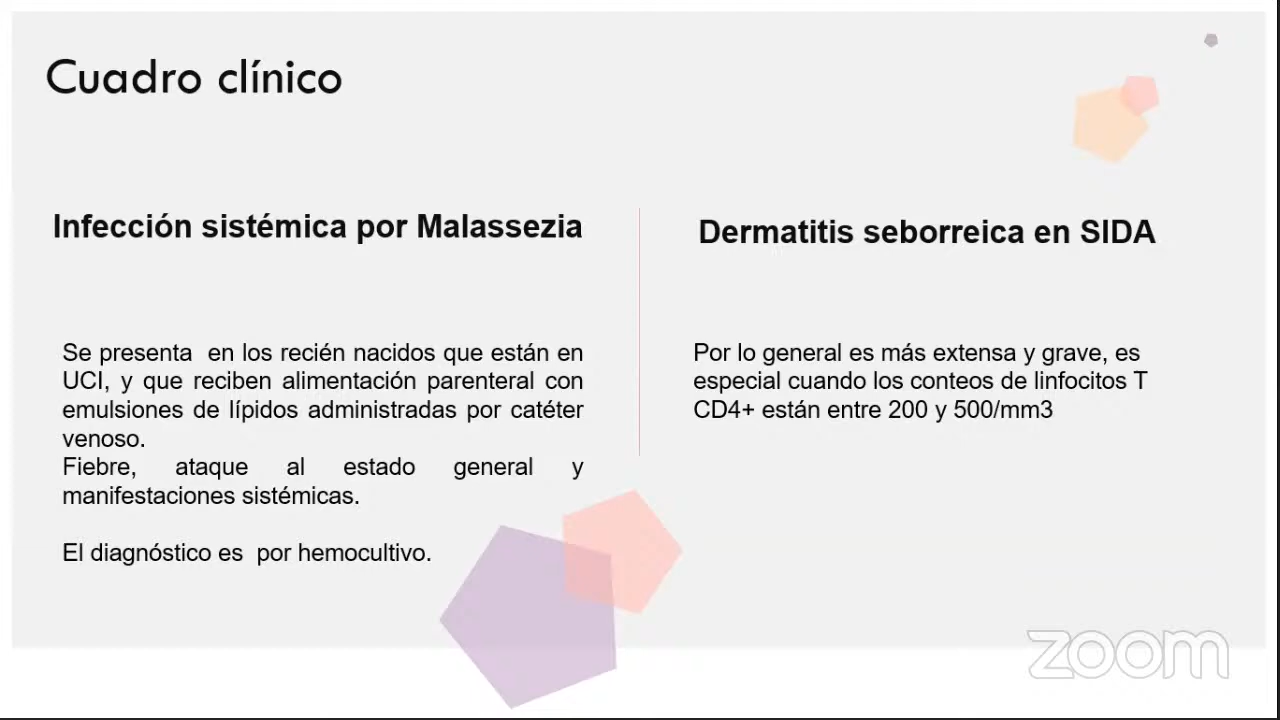 Cuadro clínico
Infección sistémica por Malassezia
Se presenta en los recién nacidos que están en
UCI, y que reciben alimentación parenteral con
emulsiones de lípidos administradas por catéter
venoso.
Fiebre, ataque al estado general y
manifestaciones sistémicas.
El diagnóstico es por hemocultivo.
Dermatitis seborreica en SIDA
Por lo general es más extensa y grave, es
especial cuando los conteos de linfocitos T
CD4+ están entre 200 y 500/mm3
zoom